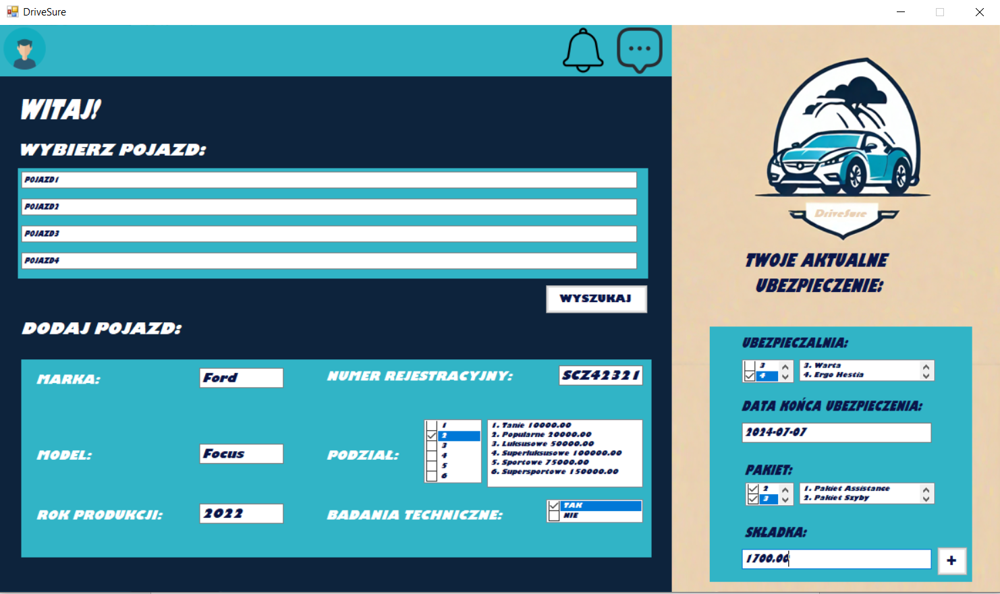 DriveSure
WITAJ!
WYBIERZ POJAZD:
POJAZD1
POJAZD2
POJAZD3
POJAZD4
WYSZUKAJ
DODAJ POJAZD:
MARKA:
Ford
NUMER REJESTRACYJNY:
SCZ42321
MODEL:
Focus
PODZIAŁ:
1
2
3
4
5
6
1. Tanie 10000.00
2. Popularne 20000.00
3. Luksusowe 50000.00
4. Superluksusowe 100000.00
5. Sportowe 75000.00
6. Supersportowe 150000.00
ROK PRODUKCJI:
2022
BADANIA TECHNICZNE:
TAK
NIE
DriveSure
TWOJE AKTUALNE
UBEZPIECZENIE:
UBEZPIECZALNIA:
3
4
3. Warta
4. Ergo Hestia
DATA KOŃCA UBEZPIECZENIA:
2024-07-07
PAKIET:
2
3
1. Pakiet Assistance
2. Pakiet Szyby
SKŁADKA:
1700.00
+